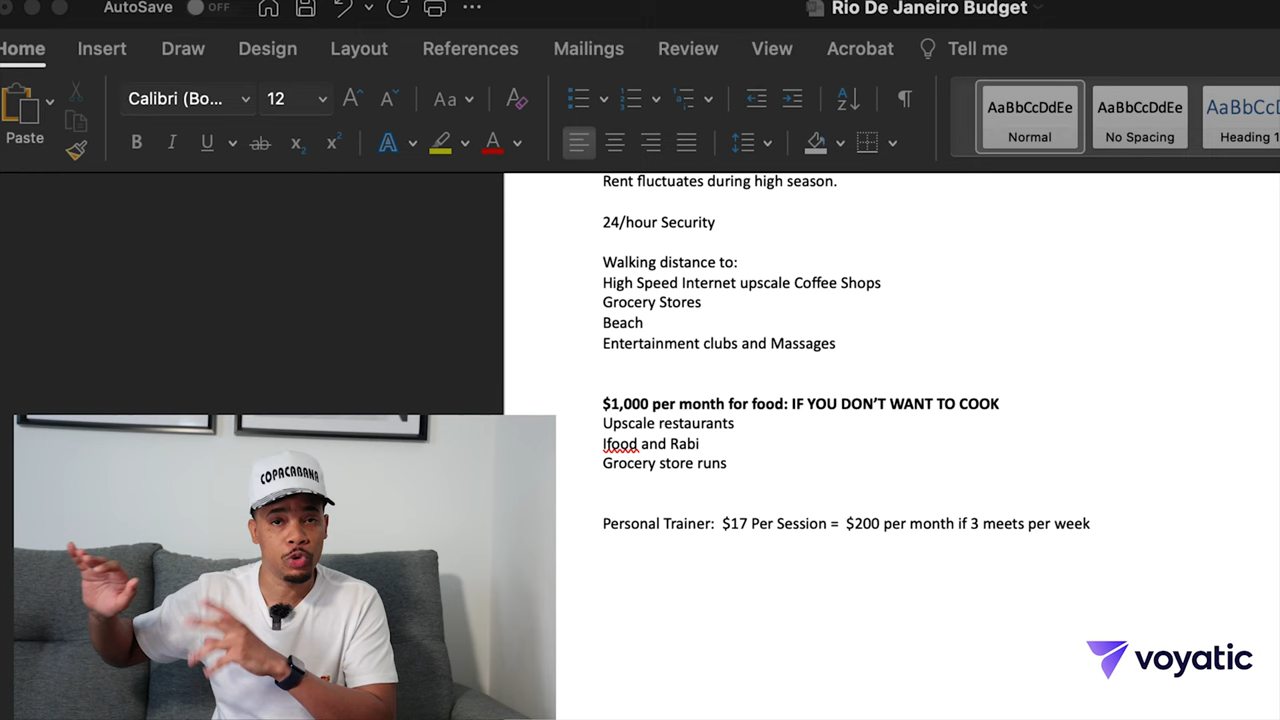 AutoSave OFF
Rio De Janeiro Budget
Home Insert Draw Design Layout References Mailings Review View Acrobat Tell me
Calibri (Bo... 12
Paste
AaBbCcDdEe AaBbCcDdEe AaBbCcD
Normal No Spacing Heading 1
Rent fluctuates during high season.
24/hour Security
Walking distance to:
High Speed Internet upscale Coffee Shops
Grocery Stores
Beach
Entertainment clubs and Massages
$1,000 per month for food: IF YOU DON’T WANT TO COOK
Upscale restaurants
Ifood and Rabi
Grocery store runs
Personal Trainer: $17 Per Session = $200 per month if 3 meets per week
COPACABANA
voyatic